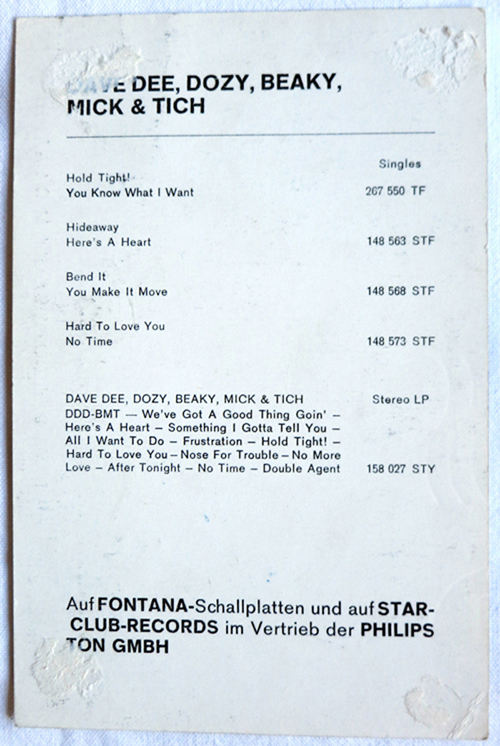 DAVE DEE, DOZY, BEAKY,
MICK & TICH
Singles
Hold Tight!
You Know What I Want 267 550 TF
Hideaway
Here's A Heart 148 563 STF
Bend It
You Make It Move 148 568 STF
Hard To Love You
No Time 148 573 STF
DAVE DEE, DOZY, BEAKY, MICK & TICH Stereo LP
DDD-BMT — We've Got A Good Thing Goin' –
Here's A Heart – Something I Gotta Tell You –
All I Want To Do – Frustration – Hold Tight! –
Hard To Love You – Nose For Trouble – No More
Love – After Tonight – No Time – Double Agent 158 027 STY
Auf FONTANA-Schallplatten und auf STAR-
CLUB-RECORDS im Vertrieb der PHILIPS
TON GMBH